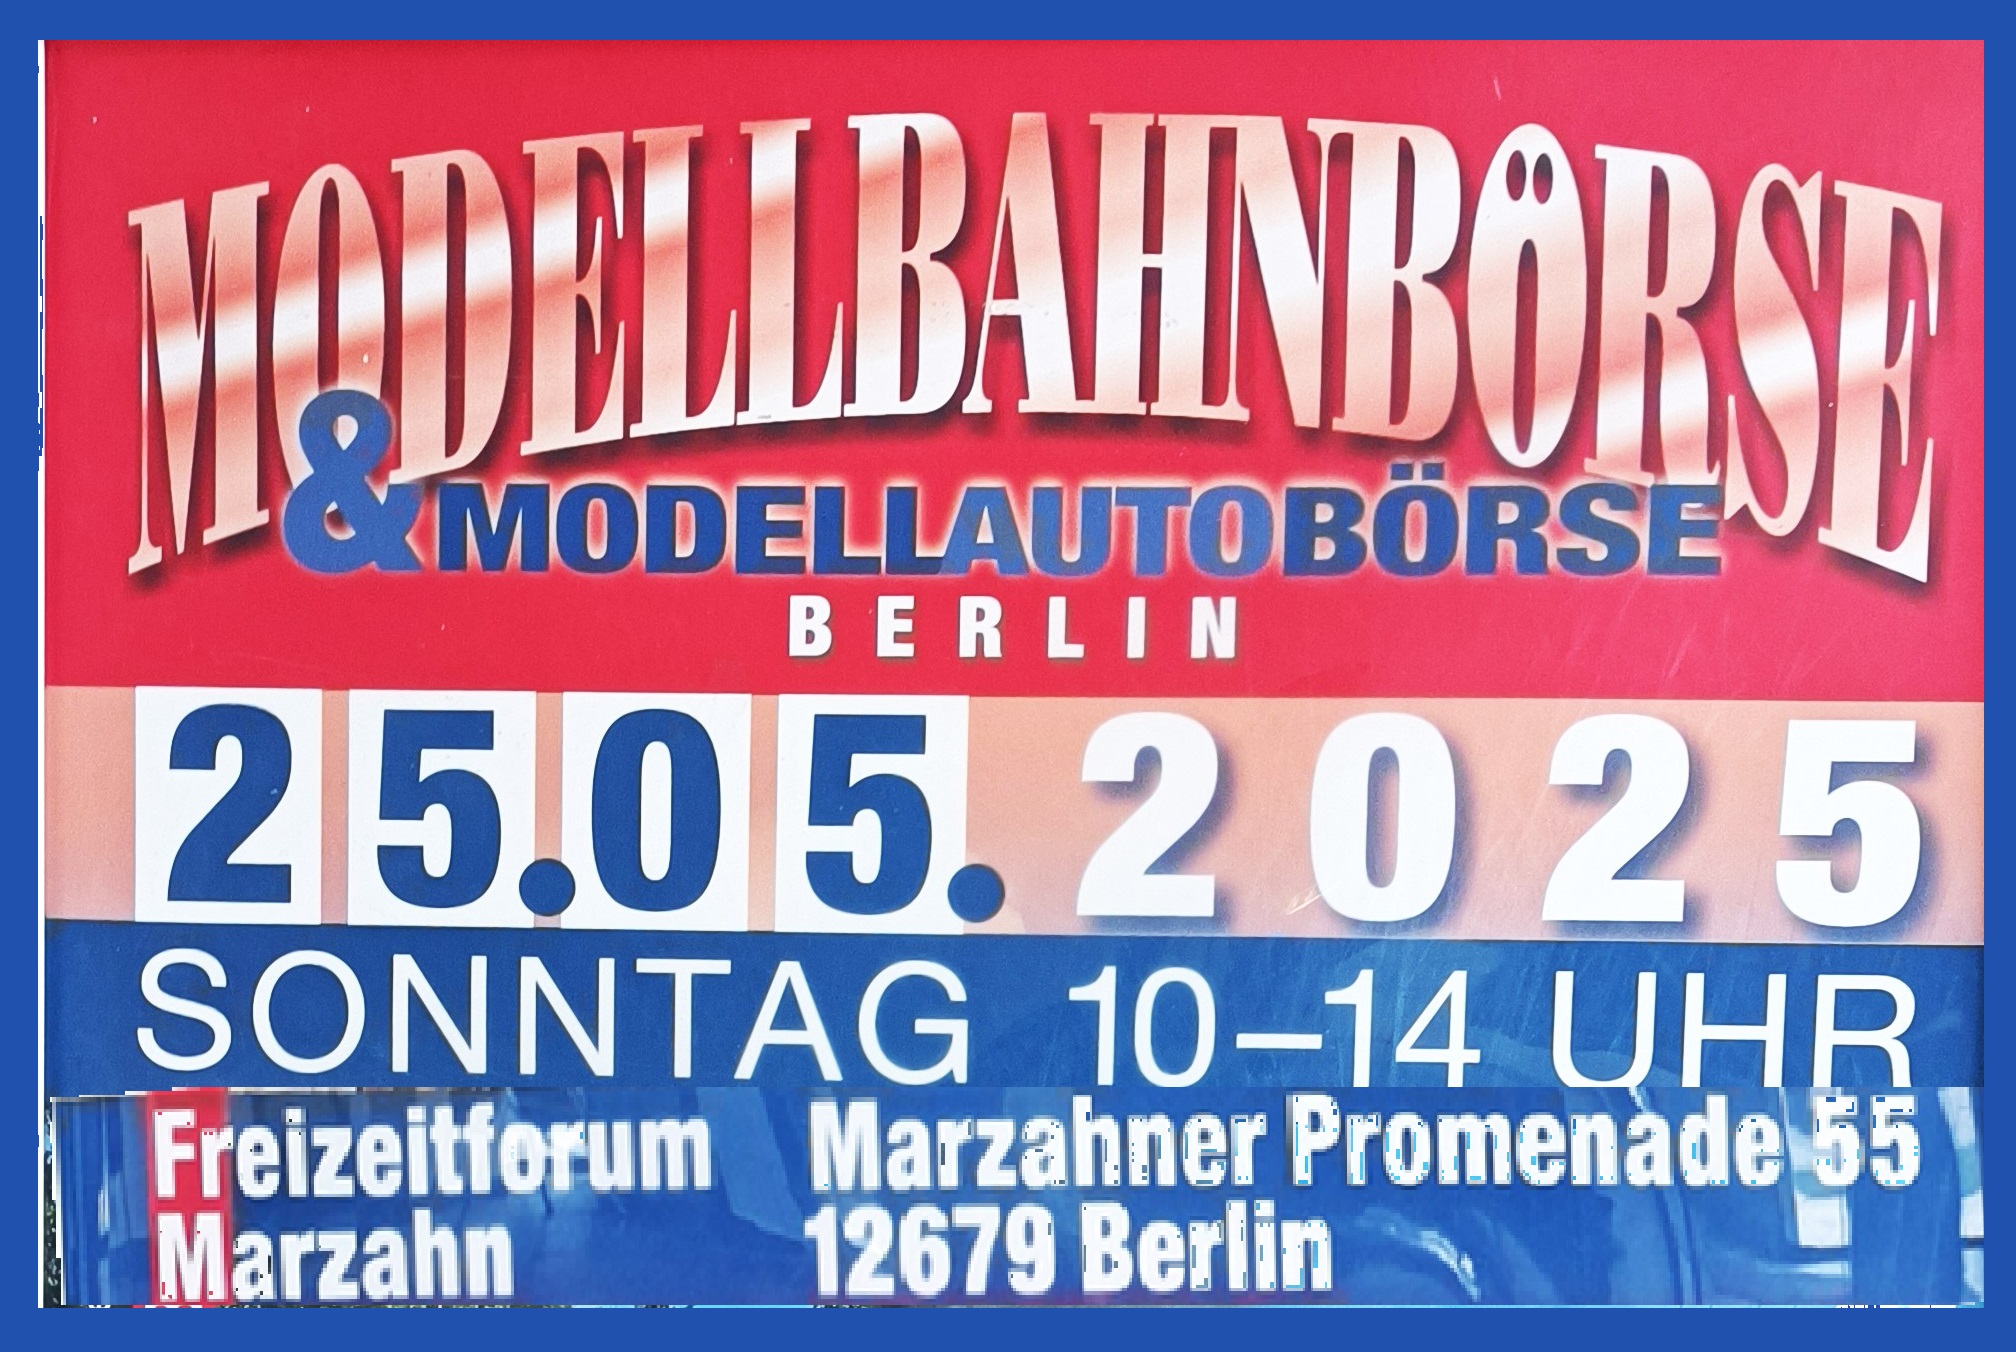 MODELLBAHNBÖRSE
& MODELLAUTOBÖRSE
BERLIN
25.05.2025
SONNTAG 10–14 UHR
Freizeitforum Marzahner Promenade 55
Marzahn 12679 Berlin